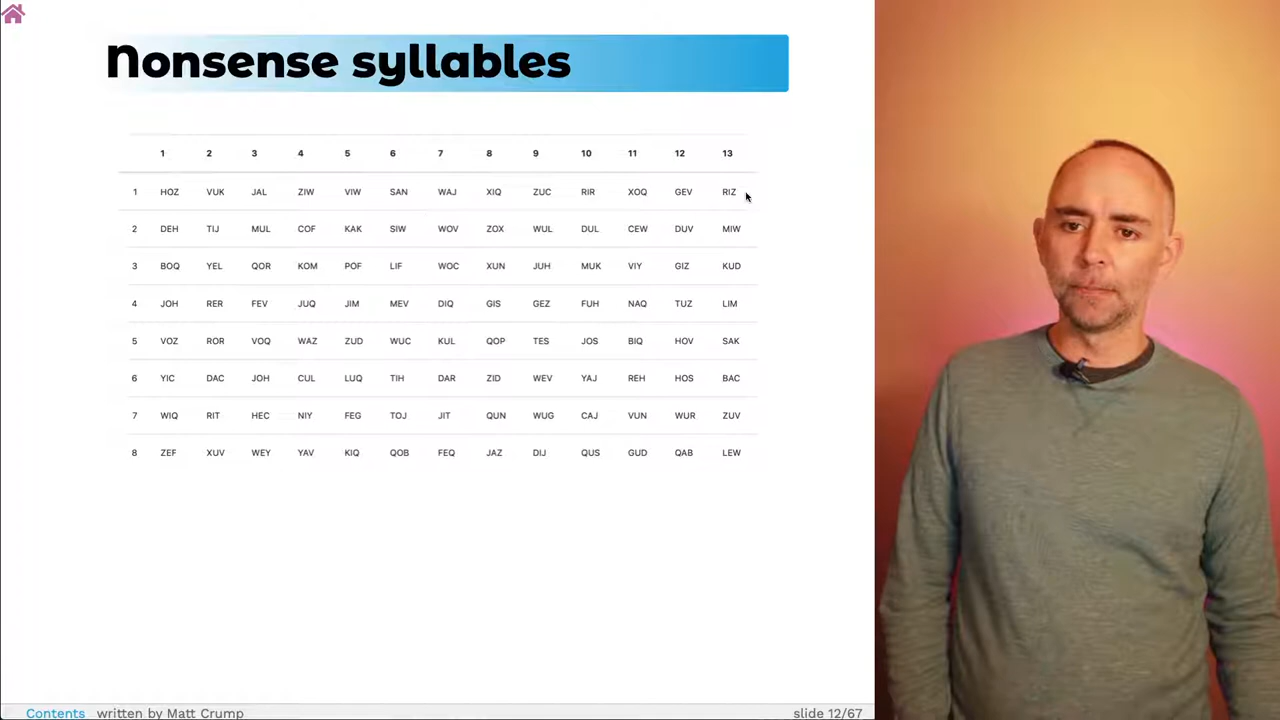 Nonsense syllables
1 2 3 4 5 6 7 8 9 10 11 12 13
1 HOZ VUK JAL ZIW VIW SAN WAJ XIQ ZUC RIR XOQ GEV RIZ
2 DEH TIJ MUL COF KAK SIW WOV ZOX WUL DUL CEW DUV MIW
3 BOQ YEL QOR KOM POF LIF WOC XUN JUH MUK VIY GIZ KUD
4 JOH RER FEV JUQ JIM MEV DIQ GIS GEZ FUH NAQ TUZ LIM
5 VOZ ROR VOQ WAZ ZUD WUC KUL QOP TES JOS BIQ HOV SAK
6 YIC DAC JOH CUL LUQ TIH DAR ZID WEV YAJ REH HOS BAC
7 WIQ RIT HEC NIY FEG TOJ JIT QUN WUG CAJ VUN WUR ZUV
8 ZEF XUV WEY YAV KIQ QOB FEQ JAZ DIJ QUS GUD QAB LEW
Contents written by Matt Crump slide 12/67